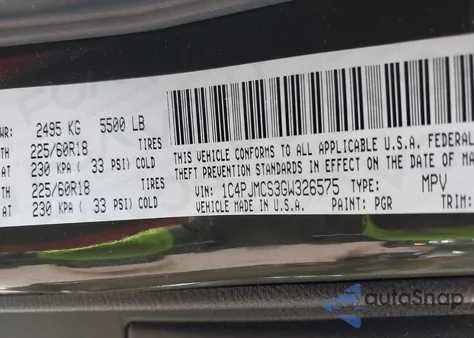 WR: 2495 KG 5500 LB
TH 225/60R18 TIRES
AT 230 KPA ( 33 PSI) COLD
TH 225/60R18 TIRES
AT 230 KPA ( 33 PSI) COLD
THIS VEHICLE CONFORMS TO ALL APPLICABLE U.S.A. FEDERAL
THEFT PREVENTION STANDARDS IN EFFECT ON THE DATE OF MA
VIN: 1C4PJMCS3GW326575 TYPE: MPV
VEHICLE MADE IN U.S.A. PAINT: PGR TRIM:
autoSnap